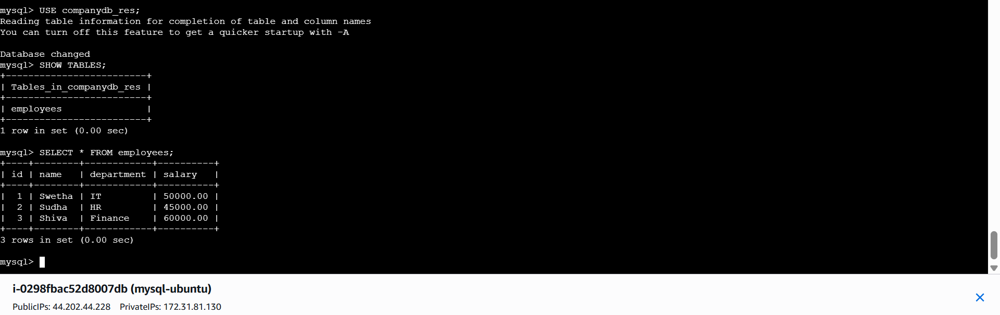 mysql> USE companydb_res;
Reading table information for completion of table and column names
You can turn off this feature to get a quicker startup with -A
Database changed
mysql> SHOW TABLES;
+-------------------------+
| Tables_in_companydb_res |
+-------------------------+
| employees               |
+-------------------------+
1 row in set (0.00 sec)
mysql> SELECT * FROM employees;
+----+--------+------------+----------+
| id | name   | department | salary   |
+----+--------+------------+----------+
|  1 | Swetha | IT         | 50000.00 |
|  2 | Sudha  | HR         | 45000.00 |
|  3 | Shiva  | Finance    | 60000.00 |
+----+--------+------------+----------+
3 rows in set (0.00 sec)
mysql>
i-0298fbac52d8007db (mysql-ubuntu)
PublicIPs: 44.202.44.228 PrivateIPs: 172.31.81.130